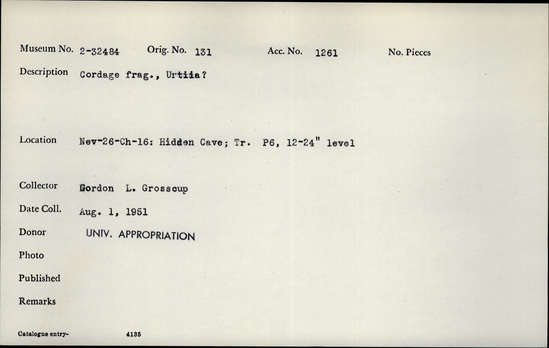 Museum No. 2-32484 Orig. No. 131 Acc. No. 1261 No. Pieces
Description Cordage frag., Urtiia?
Location Nev-26-Ch-16: Hidden Cave; Tr. P6, 12-24" level
Collector Gordon L. Grosscup
Date Coll. Aug. 1, 1951
Donor UNIV. APPROPRIATION
Photo
Published
Remarks
Catalogue entry- 4135